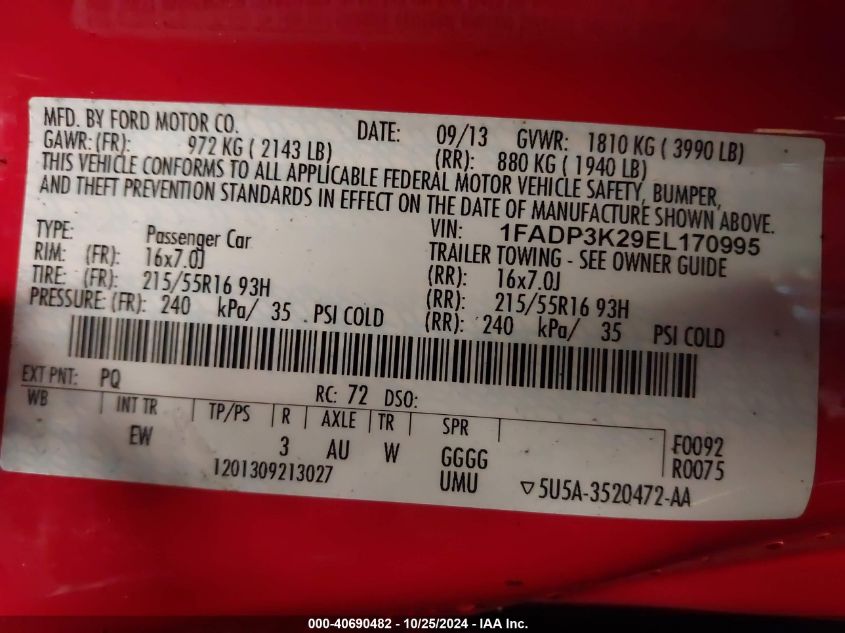 MFD. BY FORD MOTOR CO. DATE: 09/13 GVWR: 1810 KG ( 3990 LB)
GAWR: (FR): 972 KG ( 2143 LB) (RR): 880 KG ( 1940 LB)
THIS VEHICLE CONFORMS TO ALL APPLICABLE FEDERAL MOTOR VEHICLE SAFETY, BUMPER,
AND THEFT PREVENTION STANDARDS IN EFFECT ON THE DATE OF MANUFACTURE SHOWN ABOVE.
VIN: 1FADP3K29EL170995
TYPE: Passenger Car TRAILER TOWING - SEE OWNER GUIDE
RIM: (FR): 16x7.0J (RR): 16x7.0J
TIRE: (FR): 215/55R16 93H (RR): 215/55R16 93H
PRESSURE: (FR): 240 kPa/ 35 PSI COLD (RR): 240 kPa/ 35 PSI COLD
EXT PNT: PQ RC: 72 DSO:
WB INT TR TP/PS R AXLE TR SPR
EW 3 AU W GGGG F0092
1201309213027 UMU R0075
▽5U5A-3520472-AA
000-40690482 - 10/25/2024 - IAA Inc.